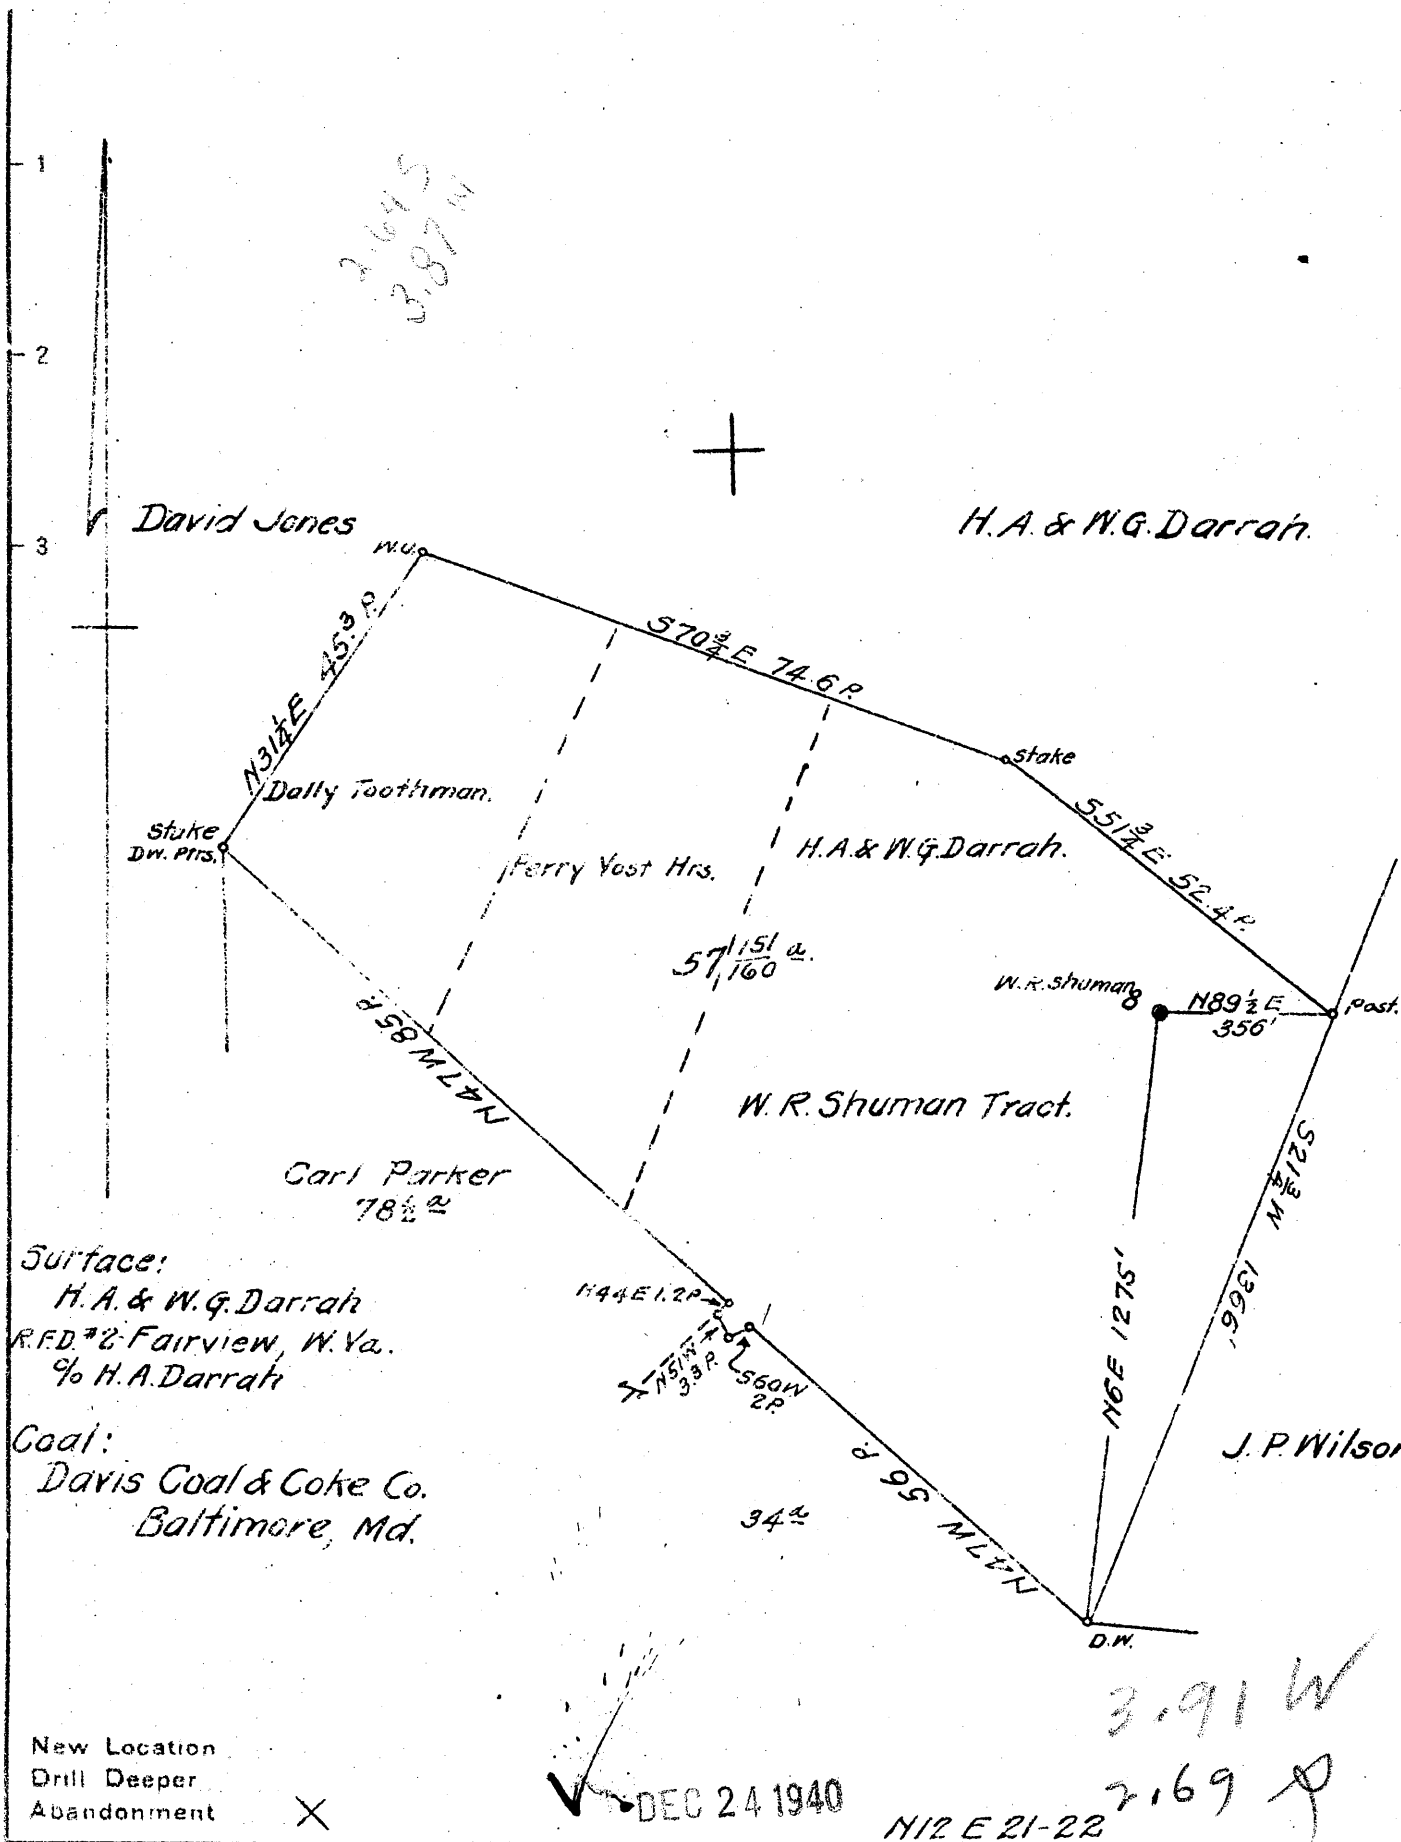 1
2.64 S
3.87 W
2
David Jones
H.A. & W.G. Darrah.
3
W.O.
N31¼E 45.3 P.
S70¾E 74.6 P.
Stake
Dally Toothman.
Stake
D.W. Ptrs.
S51¾E 52.4 P.
Perry Yost Hrs.
H.A. & W.G. Darrah.
57 151/160 a.
W.R. Shuman
8
N89½E
356'
Post.
N47W 85 P.
W.R. Shuman Tract.
S21¾W 1366'
Carl Parker
78½ a
Surface:
H.A. & W.G. Darrah
R.F.D. #2 Fairview, W. Va.
℅ H.A. Darrah
N44E 1.2P
N51W
3.3 P.
S60W
2P.
N6E 1275'
Coal:
Davis Coal & Coke Co.
Baltimore, Md.
J.P. Wilson
N47W 56 P.
34 a
D.W.
3.91 W
2.69 S
New Location
Drill Deeper
Abandonment X
DEC 24 1940
N12 E 21-22